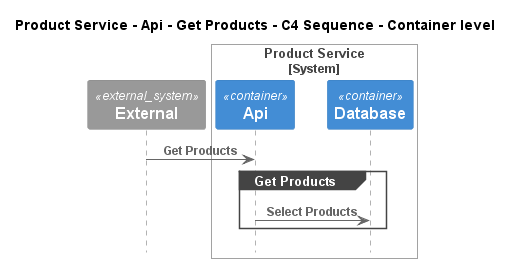 Product Service - Api - Get Products - C4 Sequence - Container level
Product Service
[System]
«external_system» «container» «container»
External Api Database
Get Products
Get Products
Select Products